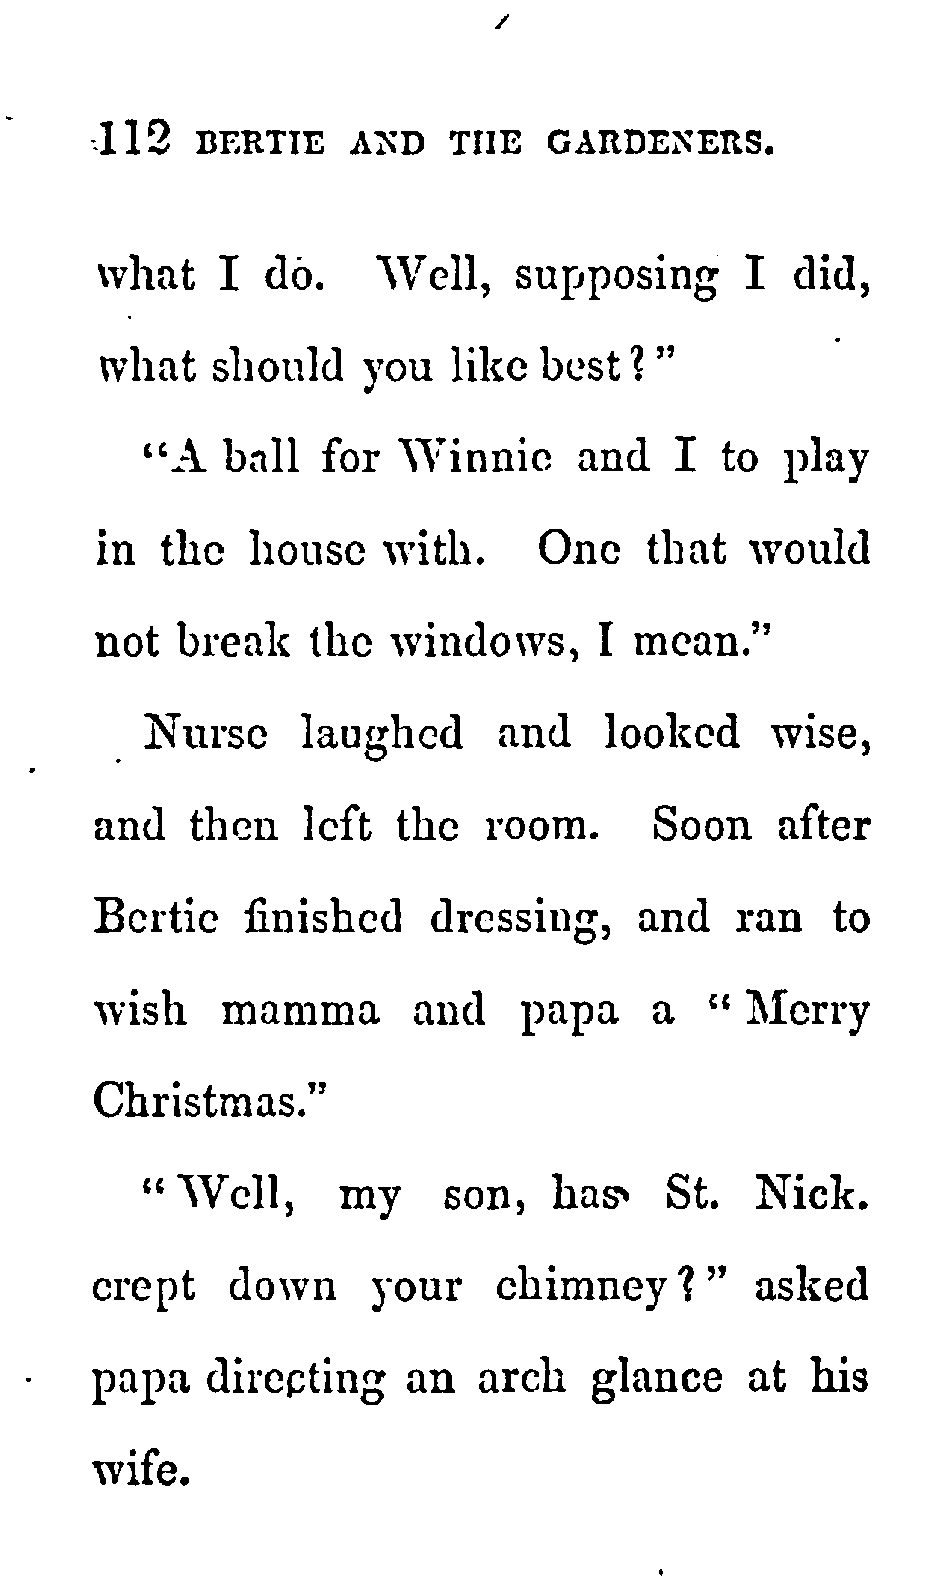 112 BERTIE AND THE GARDENERS.
what I do. Well, supposing I did,
what should you like best?"
"A ball for Winnie and I to play
in the house with. One that would
not break the windows, I mean."
Nurse laughed and looked wise,
and then left the room. Soon after
Bertie finished dressing, and ran to
wish mamma and papa a "Merry
Christmas."
"Well, my son, has St. Nick.
crept down your chimney?" asked
papa directing an arch glance at his
wife.